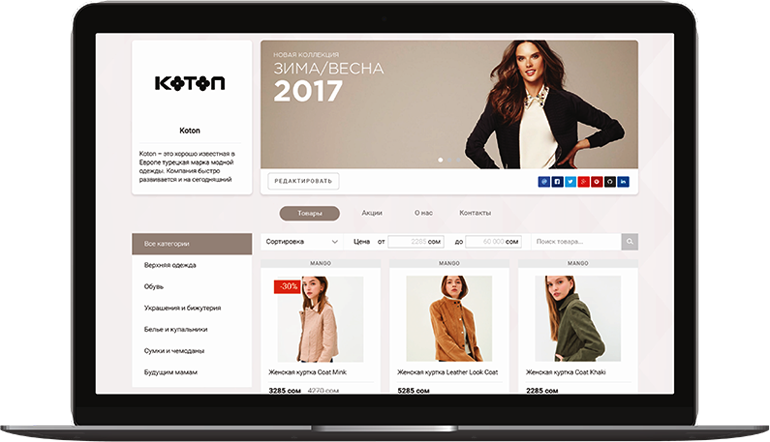 KOTON
Koton
Koton – это хорошо известная в
Европе турецкая марка модной
одежды. Компания быстро
развивается и на сегодняшний
НОВАЯ КОЛЛЕКЦИЯ
ЗИМА/ВЕСНА
2017
РЕДАКТИРОВАТЬ
Товары
Акции
О нас
Контакты
Все категории
Верхняя одежда
Обувь
Украшения и бижутерия
Белье и купальники
Сумки и чемоданы
Будущим мамам
Сортировка
Цена от 2285 сом до 60 000 сом
Поиск товара...
MANGO
-30%
Женская куртка Coat Mink
3285 сом 4270 сом
MANGO
Женская куртка Leather Look Coat
5285 сом
MANGO
Женская куртка Coat Khaki
2285 сом